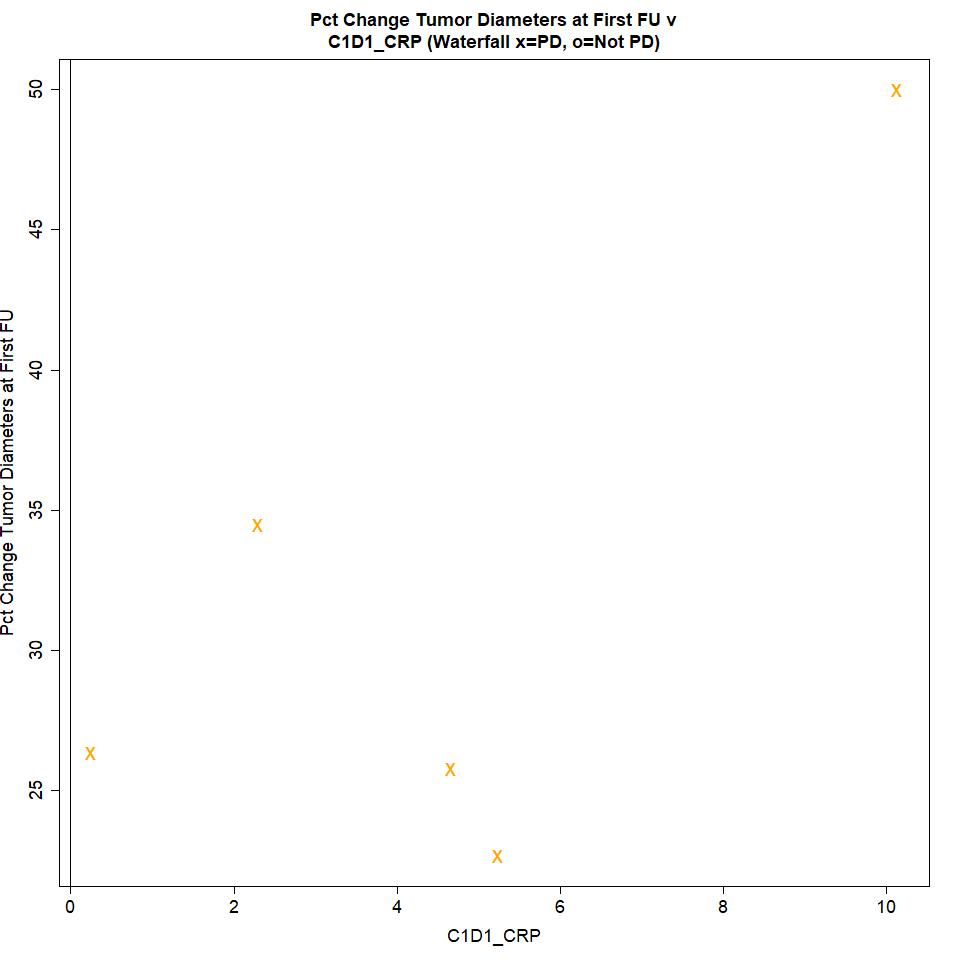 Pct Change Tumor Diameters at First FU v
C1D1_CRP (Waterfall x=PD, o=Not PD)
Pct Change Tumor Diameters at First FU
50
45
40
35
30
25
X
X
X
X
X
0 2 4 6 8 10
C1D1_CRP